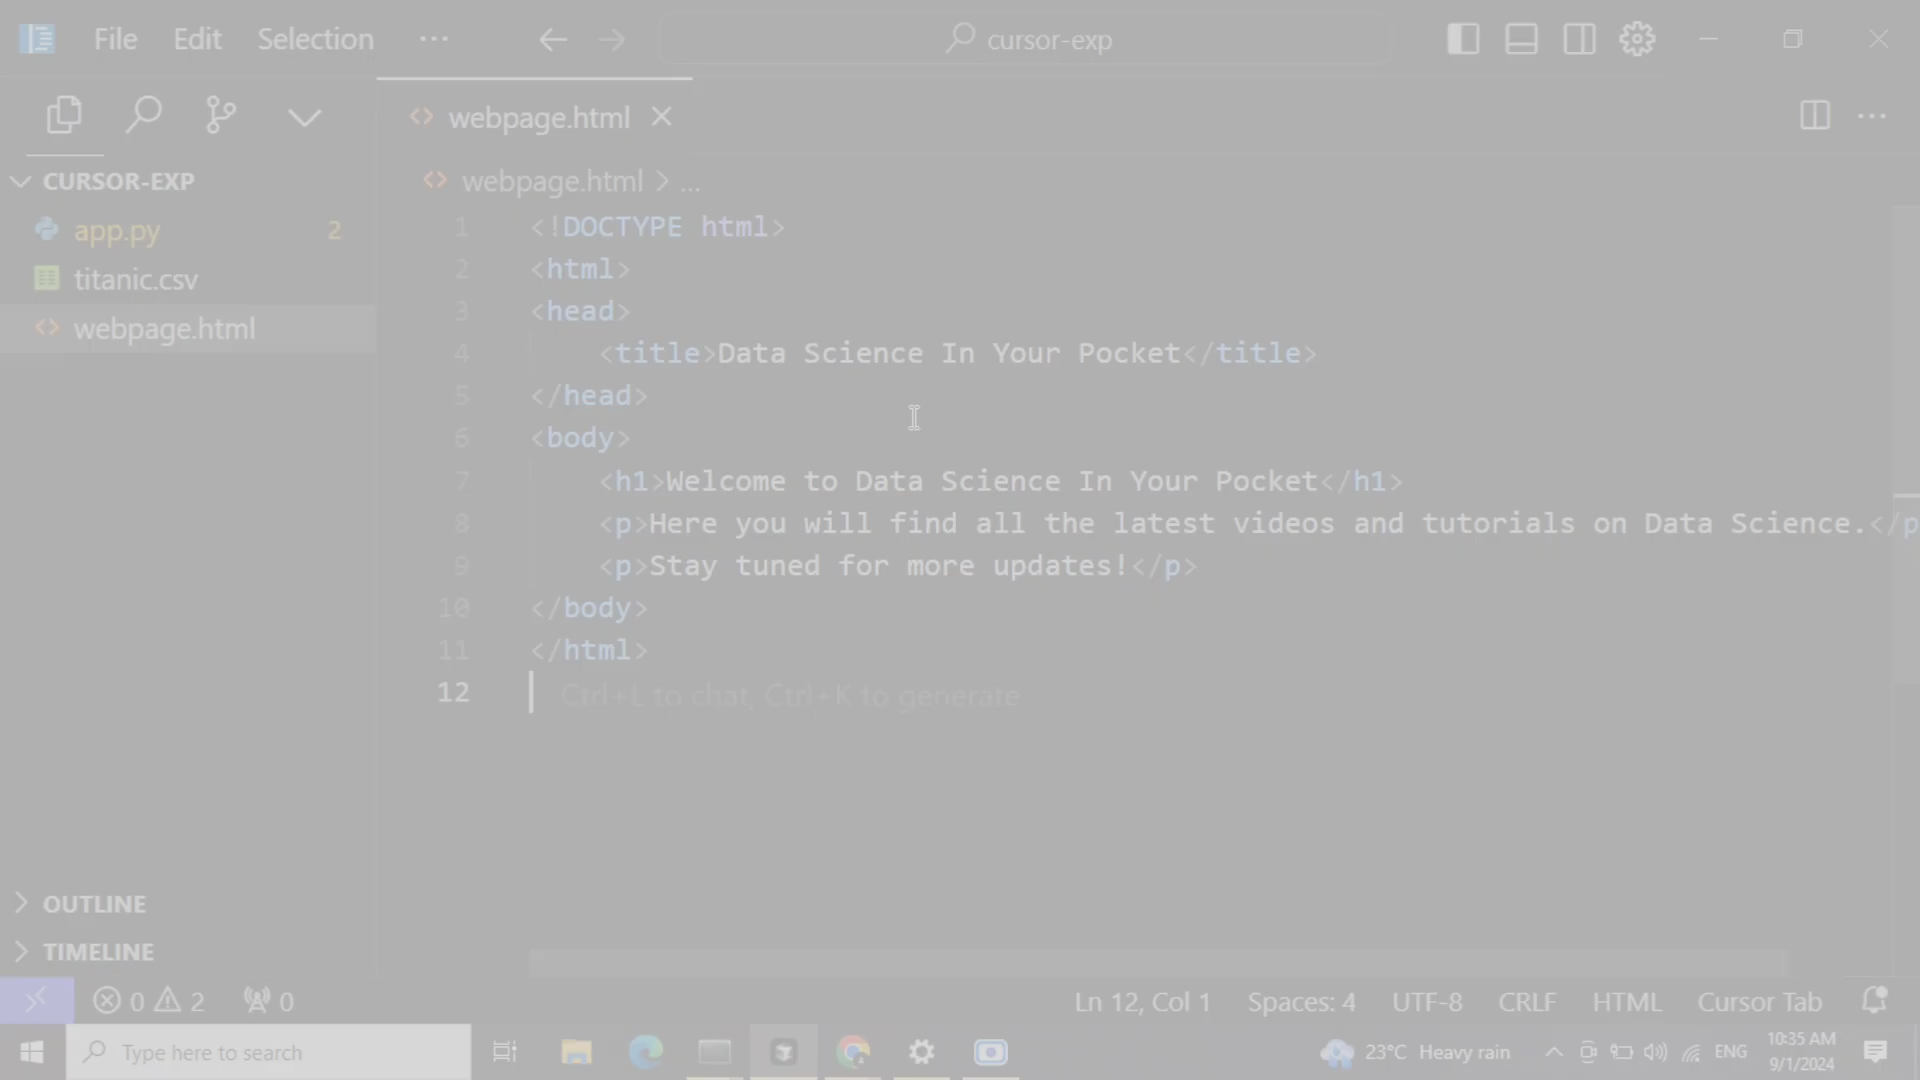 File Edit Selection ... cursor-exp
webpage.html
CURSOR-EXP
webpage.html > ...
app.py 2
titanic.csv
webpage.html
1 <!DOCTYPE html>
2 <html>
3 <head>
4 <title>Data Science In Your Pocket</title>
5 </head>
6 <body>
7 <h1>Welcome to Data Science In Your Pocket</h1>
8 <p>Here you will find all the latest videos and tutorials on Data Science.</p
9 <p>Stay tuned for more updates!</p>
10 </body>
11 </html>
12 Ctrl+L to chat, Ctrl+K to generate
OUTLINE
TIMELINE
0 2 0 Ln 12, Col 1 Spaces: 4 UTF-8 CRLF HTML Cursor Tab
Type here to search 23°C Heavy rain ENG 10:35 AM
9/1/2024